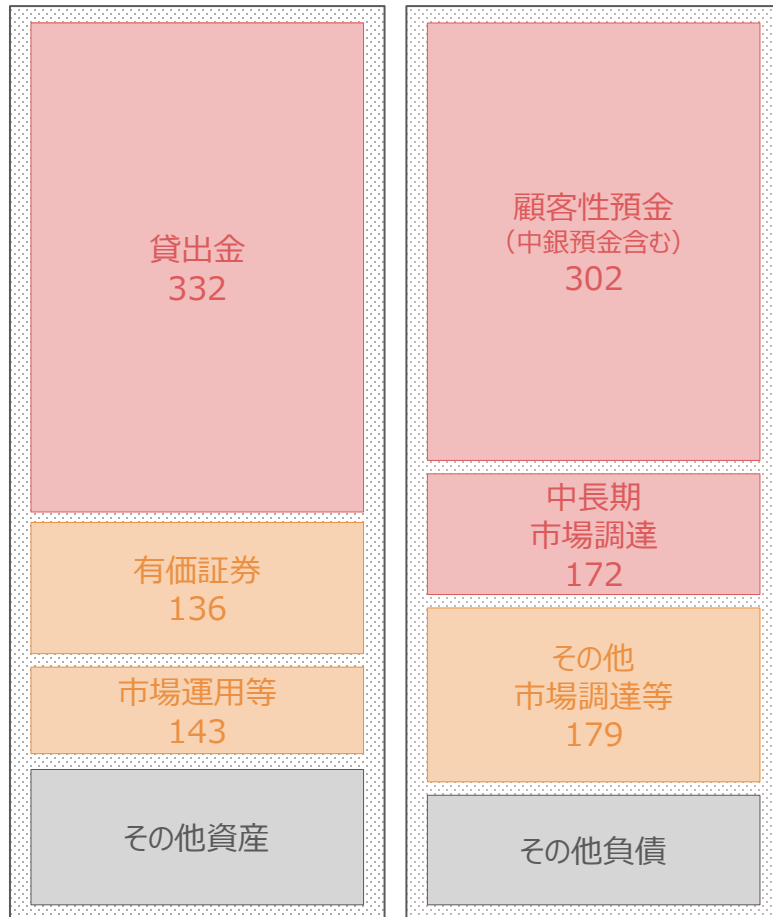 貸出金
332
有価証券
136
市場運用等
143
その他資産
顧客性預金
（中銀預金含む）
302
中長期
市場調達
172
その他
市場調達等
179
その他負債